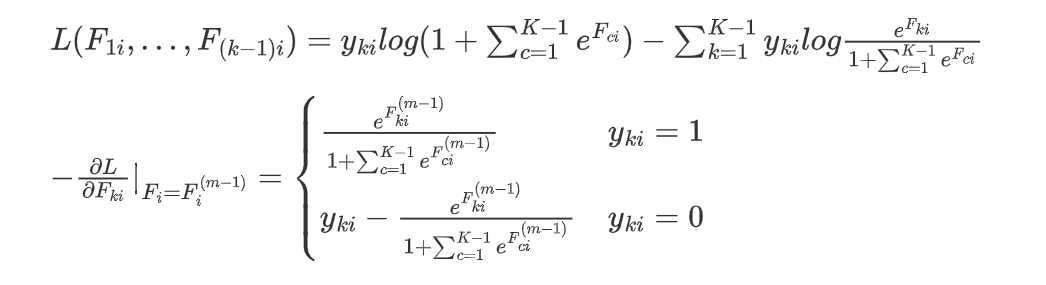 $L(F_{1i}, \ldots, F_{(k-1)i}) = y_{ki} log(1 + \sum_{c=1}^{K-1} e^{F_{ci}}) - \sum_{k=1}^{K-1} y_{ki} log \frac{e^{F_{ki}}}{1+\sum_{c=1}^{K-1} e^{F_{ci}}}$
$-\frac{\partial L}{\partial F_{ki}} |_{F_i = F_i^{(m-1)}} = \begin{cases} \frac{e^{F_{ki}^{(m-1)}}}{1+\sum_{c=1}^{K-1} e^{F_{ci}^{(m-1)}}} & y_{ki} = 1 \\ y_{ki} - \frac{e^{F_{ki}^{(m-1)}}}{1+\sum_{c=1}^{K-1} e^{F_{ci}^{(m-1)}}} & y_{ki} = 0 \end{cases}$